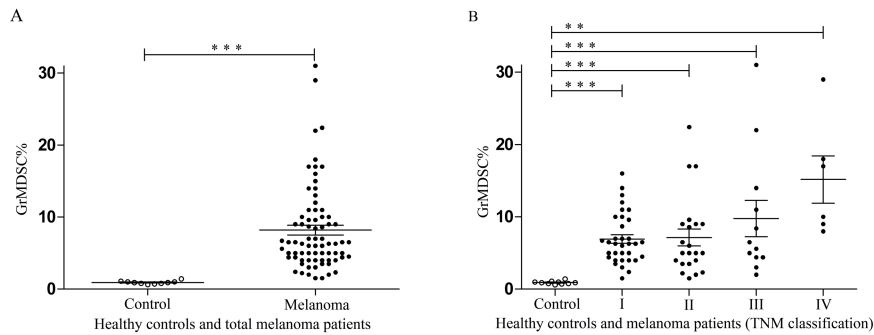 A
* * *
GrMDSC%
30
20
10
0
Control
Melanoma
Healthy controls and total melanoma patients
B
* *
* * *
* * *
* * *
GrMDSC%
30
20
10
0
Control
I
II
III
IV
Healthy controls and melanoma patients (TNM classification)